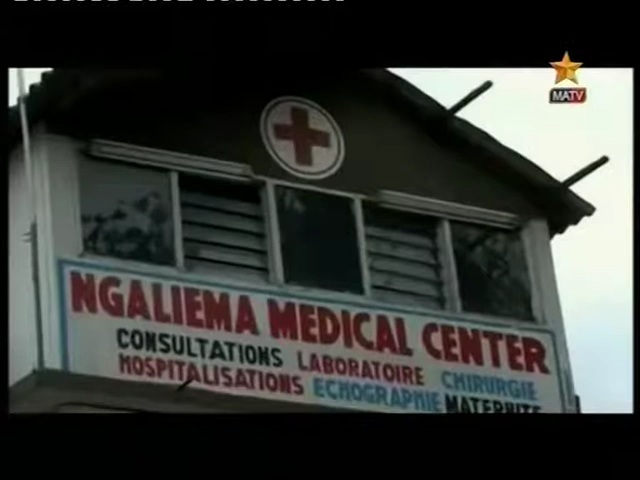 MATV
NGALIEMA MEDICAL CENTER
CONSULTATIONS LABORATOIRE CHIRURGIE
HOSPITALISATIONS ECHOGRAPHIE MATERNITE